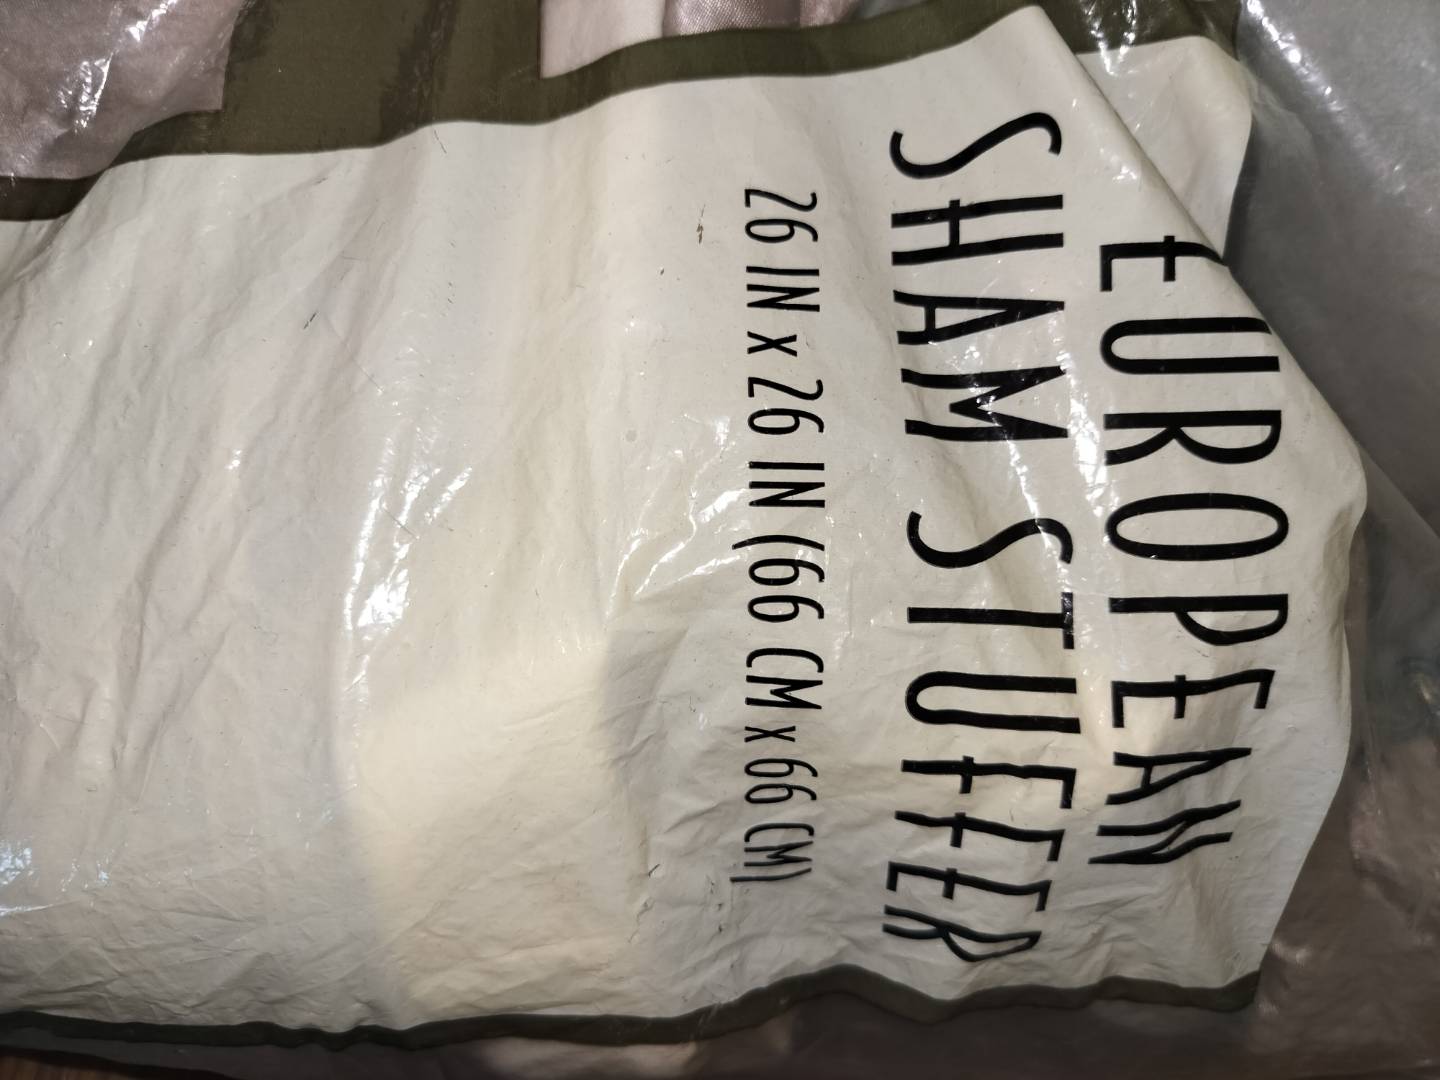 EUROPEAN
SHAM STUFFER
26 IN x 26 IN (66 CM x 66 CM)